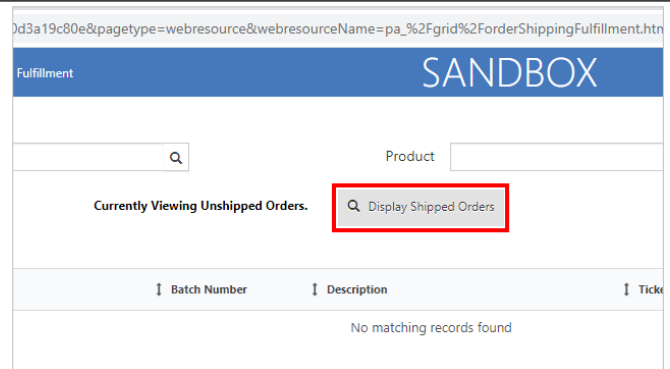 0d3a19c80e&pagetype=webresource&webresourceName=pa_%2Fgrid%2ForderShippingFulfillment.htm
Fulfillment
SANDBOX
Product
Currently Viewing Unshipped Orders.
Display Shipped Orders
Batch Number Description Ticke
No matching records found